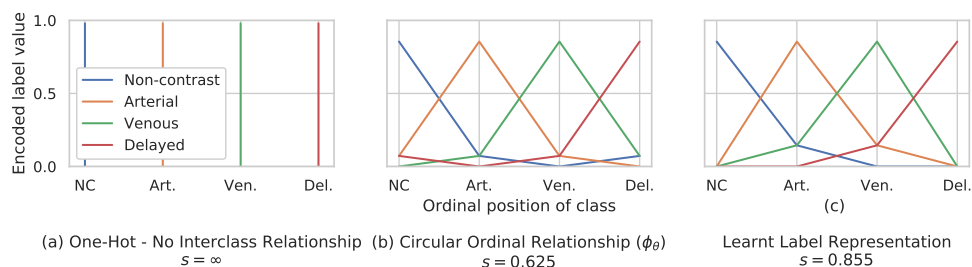 Encoded label value
1.0
0.5
0.0
Non-contrast
Arterial
Venous
Delayed
NC Art. Ven. Del.
NC Art. Ven. Del.
NC Art. Ven. Del.
Ordinal position of class
(c)
(a) One-Hot - No Interclass Relationship
s = ∞
(b) Circular Ordinal Relationship (ϕθ)
s = 0.625
Learnt Label Representation
s = 0.855